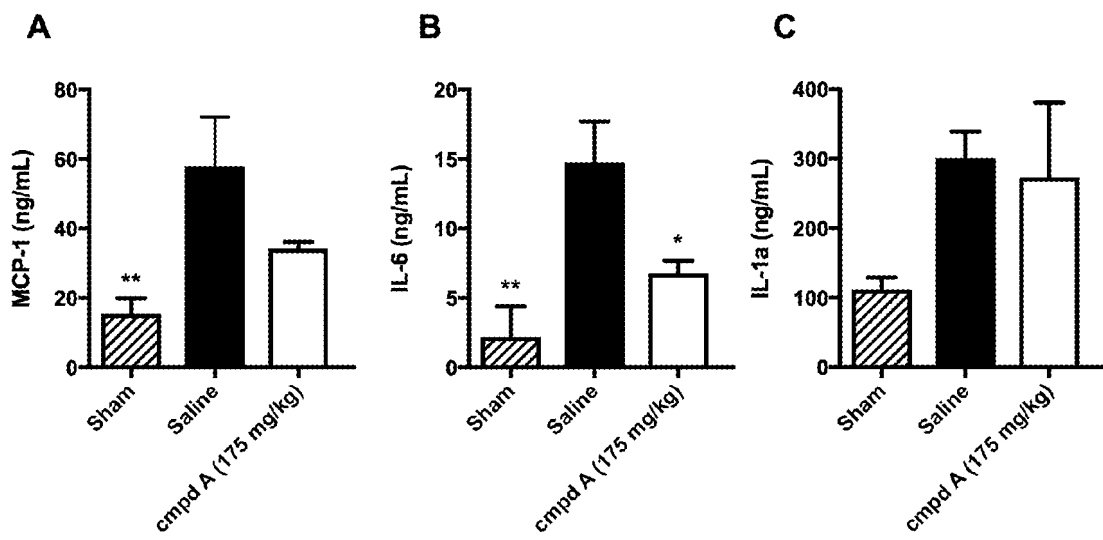 A
B
C
MCP-1 (ng/mL)
80
60
40
20
0
**
Sham
Saline
cmpd A (175 mg/kg)
IL-6 (ng/mL)
20
15
10
5
0
**
*
Sham
Saline
cmpd A (175 mg/kg)
IL-1a (ng/mL)
400
300
200
100
0
Sham
Saline
cmpd A (175 mg/kg)